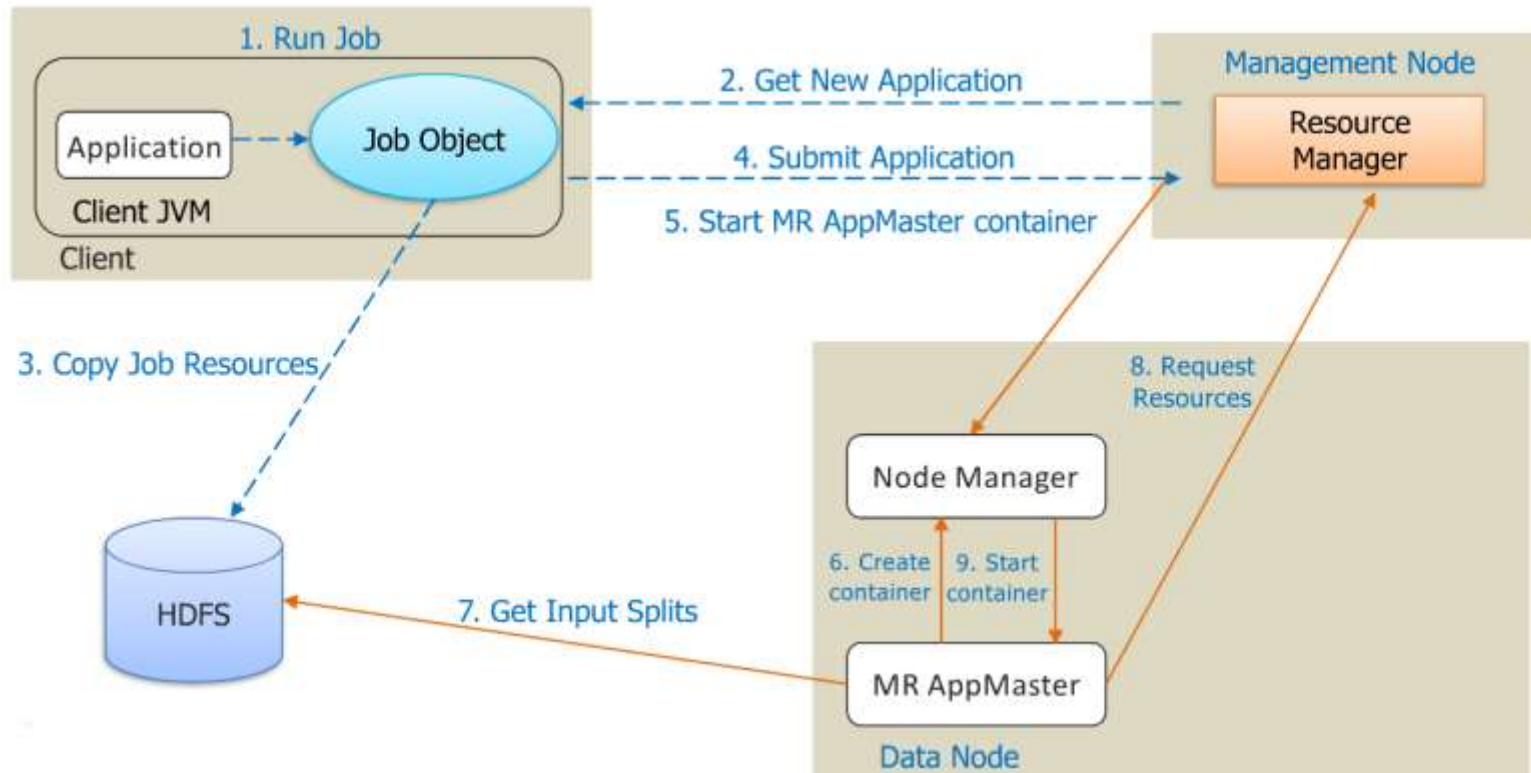 1. Run Job
Application
Job Object
Client JVM
Client
2. Get New Application
4. Submit Application
5. Start MR AppMaster container
Management Node
Resource
Manager
3. Copy Job Resources
8. Request
Resources
Node Manager
6. Create
container
9. Start
container
HDFS
7. Get Input Splits
MR AppMaster
Data Node